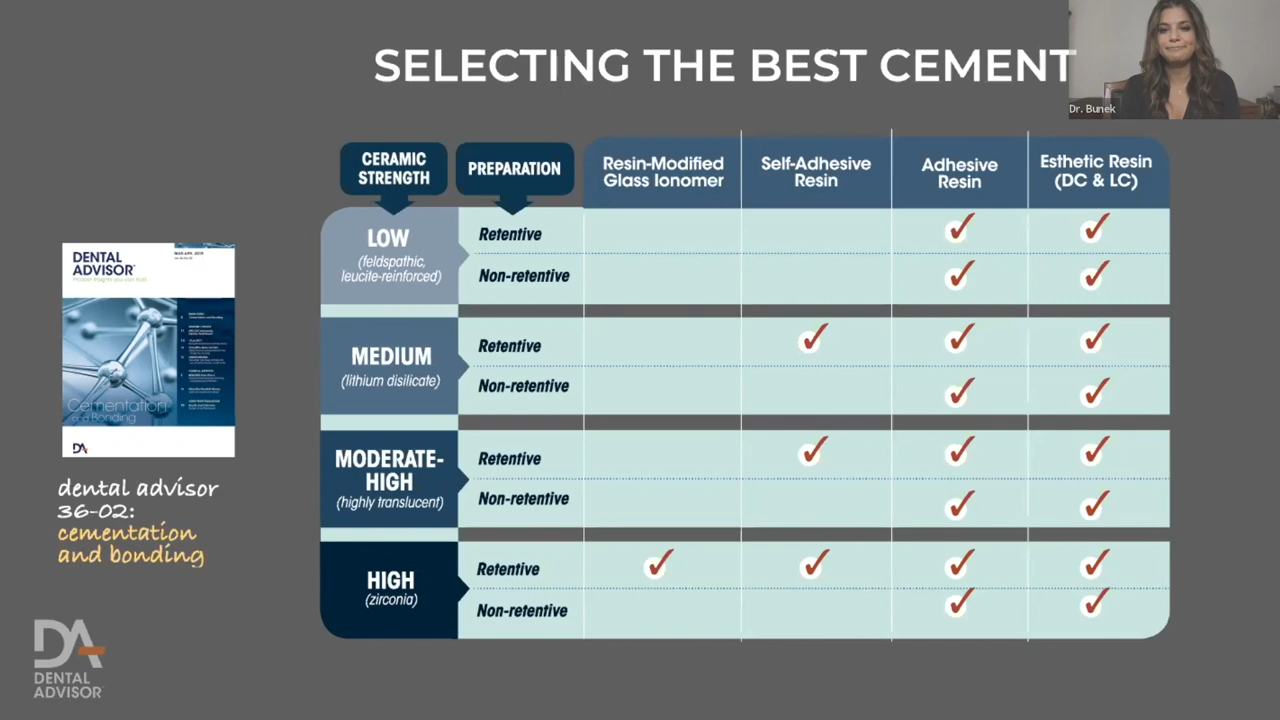 SELECTING THE BEST CEMENT
Dr. Bunek
CERAMIC
STRENGTH
PREPARATION
Resin-Modified
Glass Ionomer
Self-Adhesive
Resin
Adhesive
Resin
Esthetic Resin
(DC & LC)
LOW
(feldspathic,
leucite-reinforced)
Retentive
Non-retentive
MEDIUM
(lithium disilicate)
Retentive
Non-retentive
MODERATE-
HIGH
(highly translucent)
Retentive
Non-retentive
HIGH
(zirconia)
Retentive
Non-retentive
DENTAL
ADVISOR
Cementation
and Bonding
DA
dental advisor
36-02:
cementation
and bonding
DA
DENTAL
ADVISOR